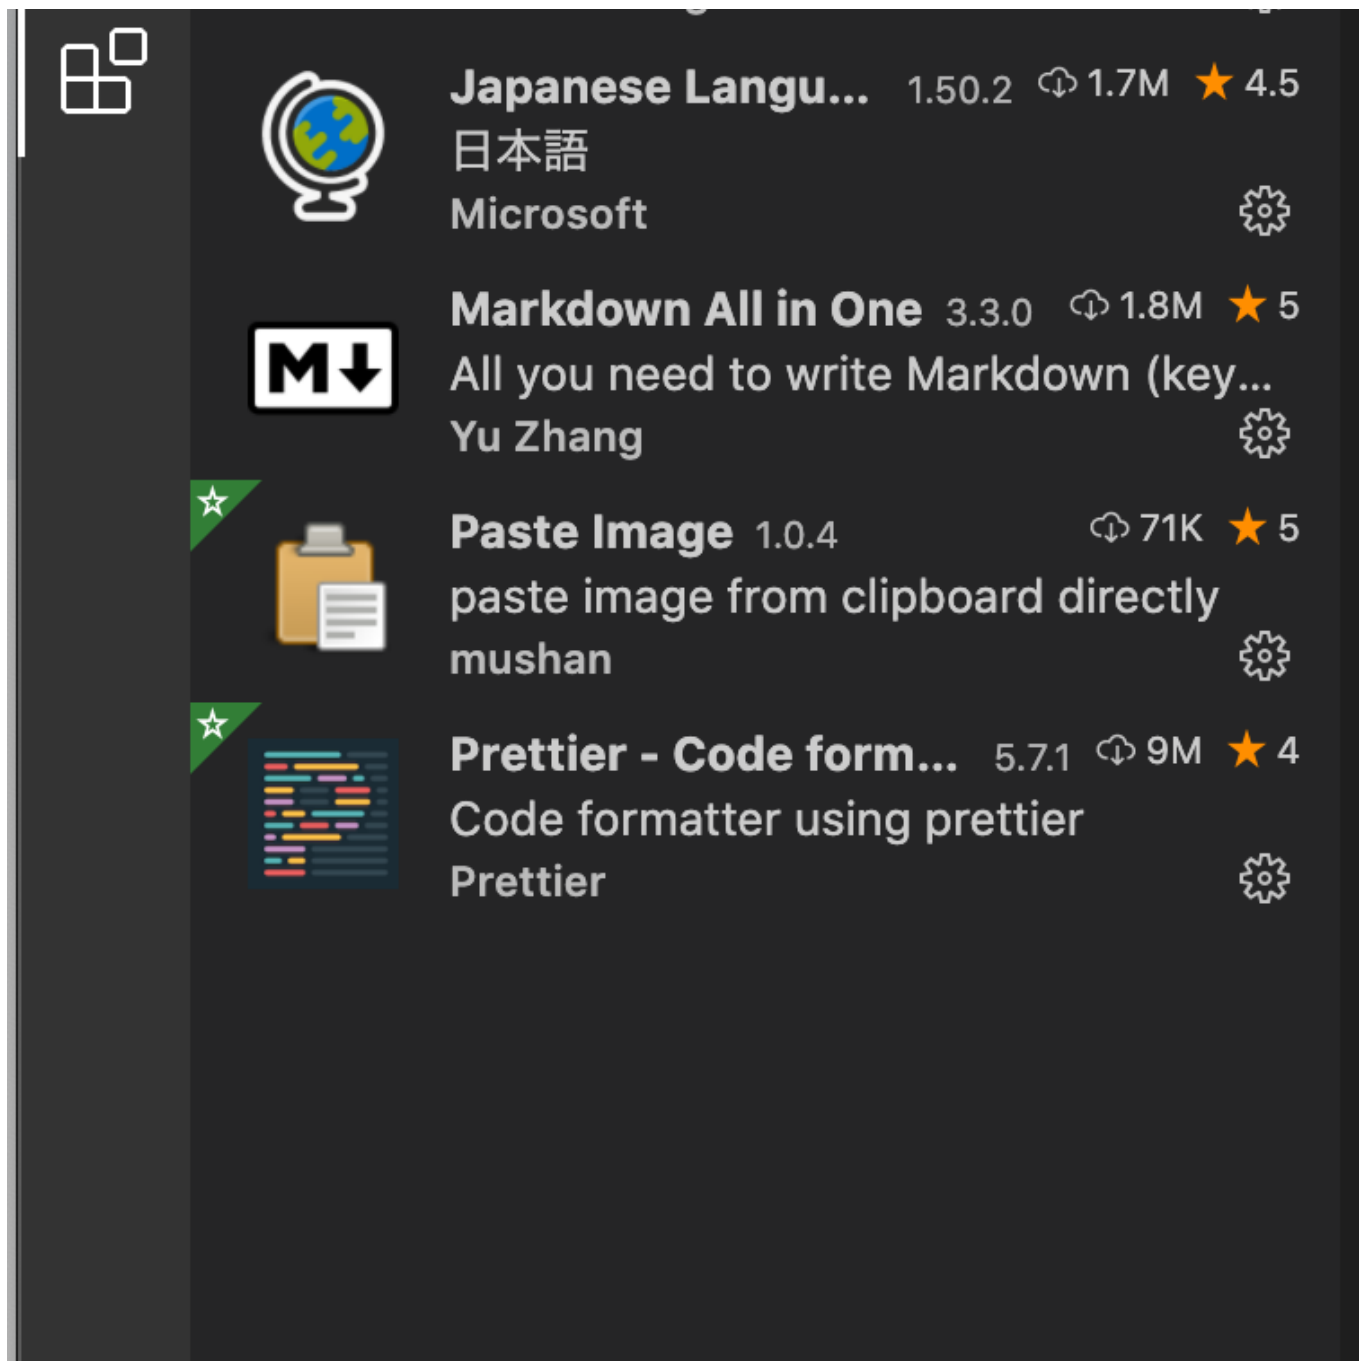 Japanese Langu... 1.50.2 1.7M 4.5
日本語
Microsoft
Markdown All in One 3.3.0 1.8M 5
All you need to write Markdown (key...
Yu Zhang
Paste Image 1.0.4 71K 5
paste image from clipboard directly
mushan
Prettier - Code form... 5.7.1 9M 4
Code formatter using prettier
Prettier